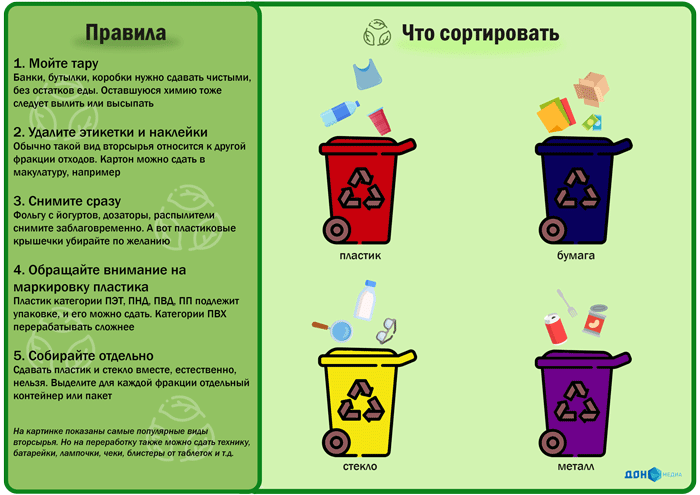 Правила
1. Мойте тару
Банки, бутылки, коробки нужно сдавать чистыми,
без остатков еды. Оставшуюся химию тоже
следует вылить или высыпать
2. Удалите этикетки и наклейки
Обычно такой вид вторсырья относится к другой
фракции отходов. Картон можно сдать в
макулатуру, например
3. Снимите сразу
Фольгу с йогуртов, дозаторы, распылители
снимите заблаговременно. А вот пластиковые
крышечки убирайте по желанию
4. Обращайте внимание на
маркировку пластика
Пластик категории ПЭТ, ПНД, ПВД, ПП подлежит
упаковке, и его можно сдать. Категории ПВХ
перерабатывать сложнее
5. Собирайте отдельно
Сдавать пластик и стекло вместе, естественно,
нельзя. Выделите для каждой фракции отдельный
контейнер или пакет
На картинке показаны самые популярные виды
вторсырья. Но на переработку также можно сдать технику,
батарейки, лампочки, чеки, блистеры от таблеток и т.д.
Что сортировать
пластик
бумага
стекло
металл
ДОН МЕДИА